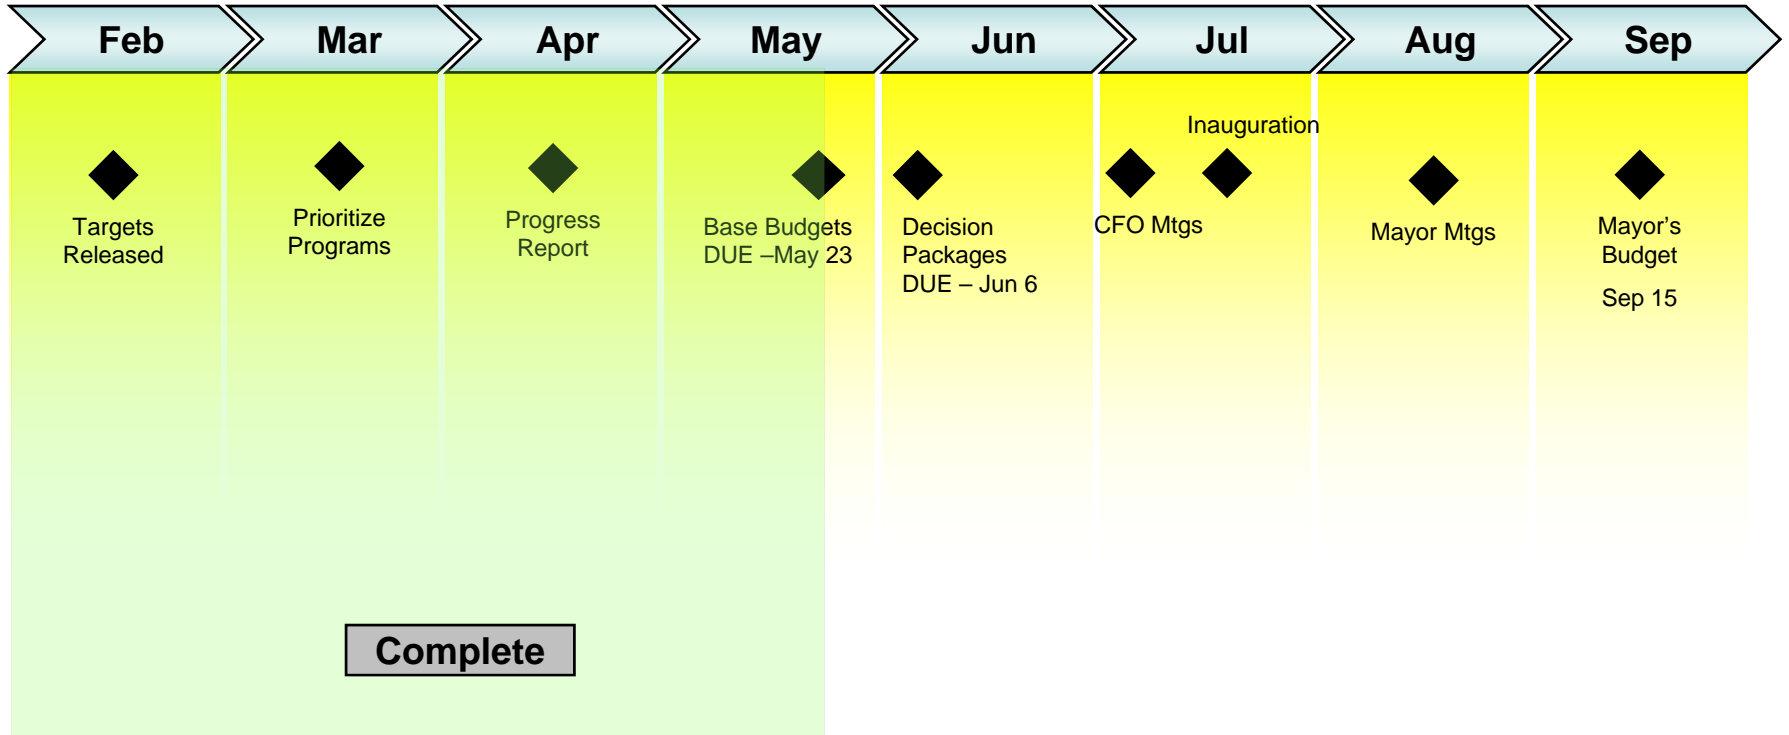 Feb
Mar
Apr
May
Jun
Jul
Aug
Sep
Targets
Released
Prioritize
Programs
Progress
Report
Base Budgets
DUE –May 23
Decision
Packages
DUE – Jun 6
CFO Mtgs
Inauguration
Mayor Mtgs
Mayor’s
Budget
Sep 15
Complete